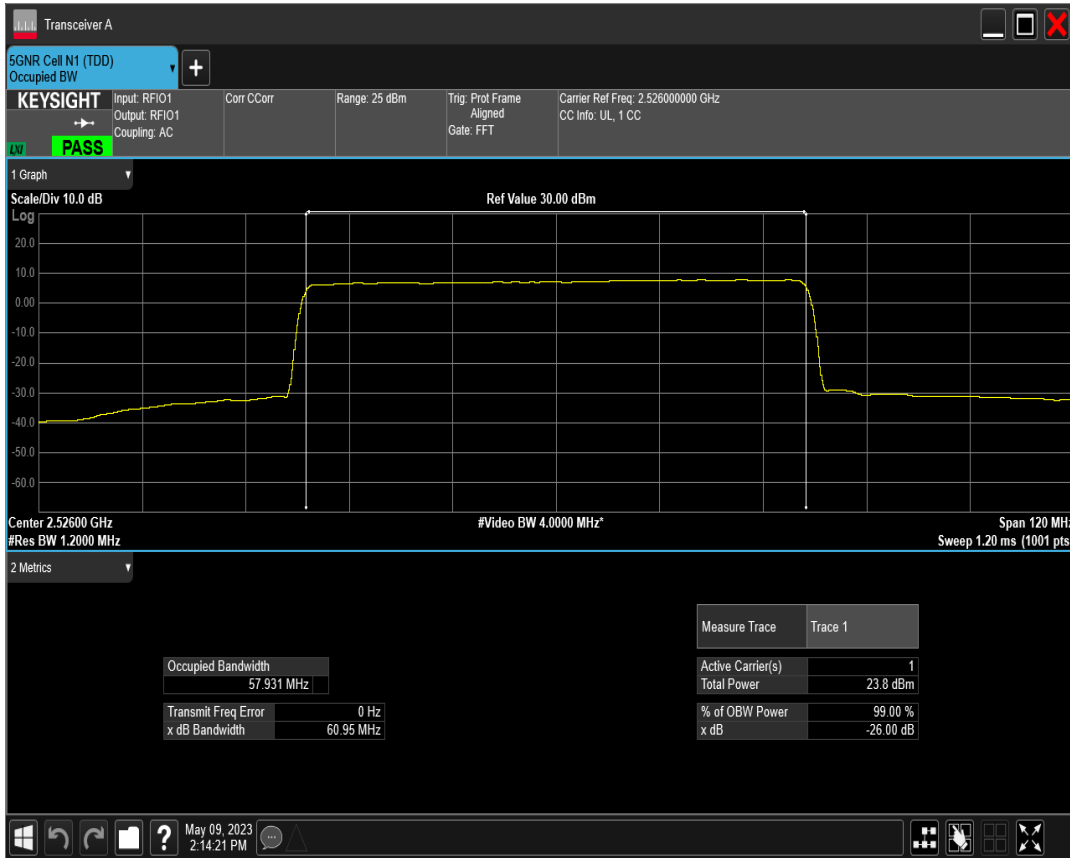 Transceiver A
5GNR Cell N1 (TDD)
Occupied BW
+
KEYSIGHT
LXI
PASS
Input: RFIO1
Output: RFIO1
Coupling: AC
Corr CCorr
Range: 25 dBm
Trig: Prot Frame
Aligned
Gate: FFT
Carrier Ref Freq: 2.526000000 GHz
CC Info: UL, 1 CC
1 Graph
Scale/Div 10.0 dB
Ref Value 30.00 dBm
Log
20.0
10.0
0.00
-10.0
-20.0
-30.0
-40.0
-50.0
-60.0
Center 2.52600 GHz
#Video BW 4.0000 MHz*
Span 120 MHz
#Res BW 1.2000 MHz
Sweep 1.20 ms (1001 pts
2 Metrics
Measure Trace Trace 1
Occupied Bandwidth
57.931 MHz
Active Carrier(s) 1
Total Power 23.8 dBm
Transmit Freq Error 0 Hz
x dB Bandwidth 60.95 MHz
% of OBW Power 99.00 %
x dB -26.00 dB
?
May 09, 2023
2:14:21 PM